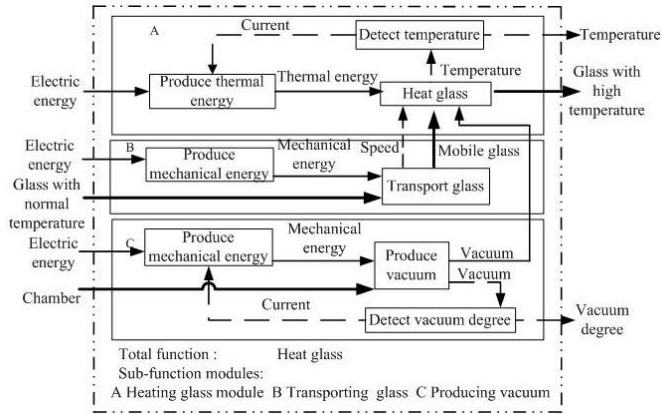 A
Current
Detect temperature
Temperature
Electric
energy
Produce thermal
energy
Thermal energy
Temperature
Heat glass
Glass with
high
temperature
Electric
energy
B
Produce
mechanical energy
Mechanical
energy
Speed
Mobile glass
Transport glass
Glass with
normal
temperature
Electric
energy
C
Produce
mechanical energy
Mechanical
energy
Produce
vacuum
Vacuum
Vacuum
Chamber
Current
Detect vacuum degree
Vacuum
degree
Total function : Heat glass
Sub-function modules:
A Heating glass module B Transporting glass C Producing vacuum